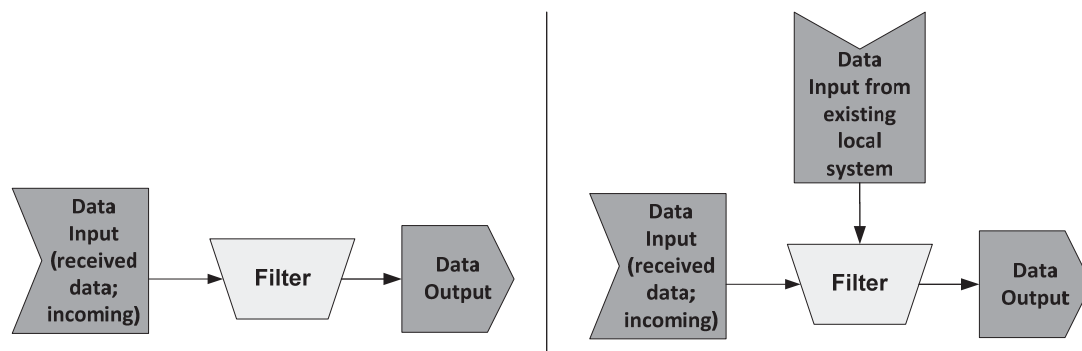 Data
Input
(received
data;
incoming)
Filter
Data
Output
Data
Input from
existing
local
system
Data
Input
(received
data;
incoming)
Filter
Data
Output